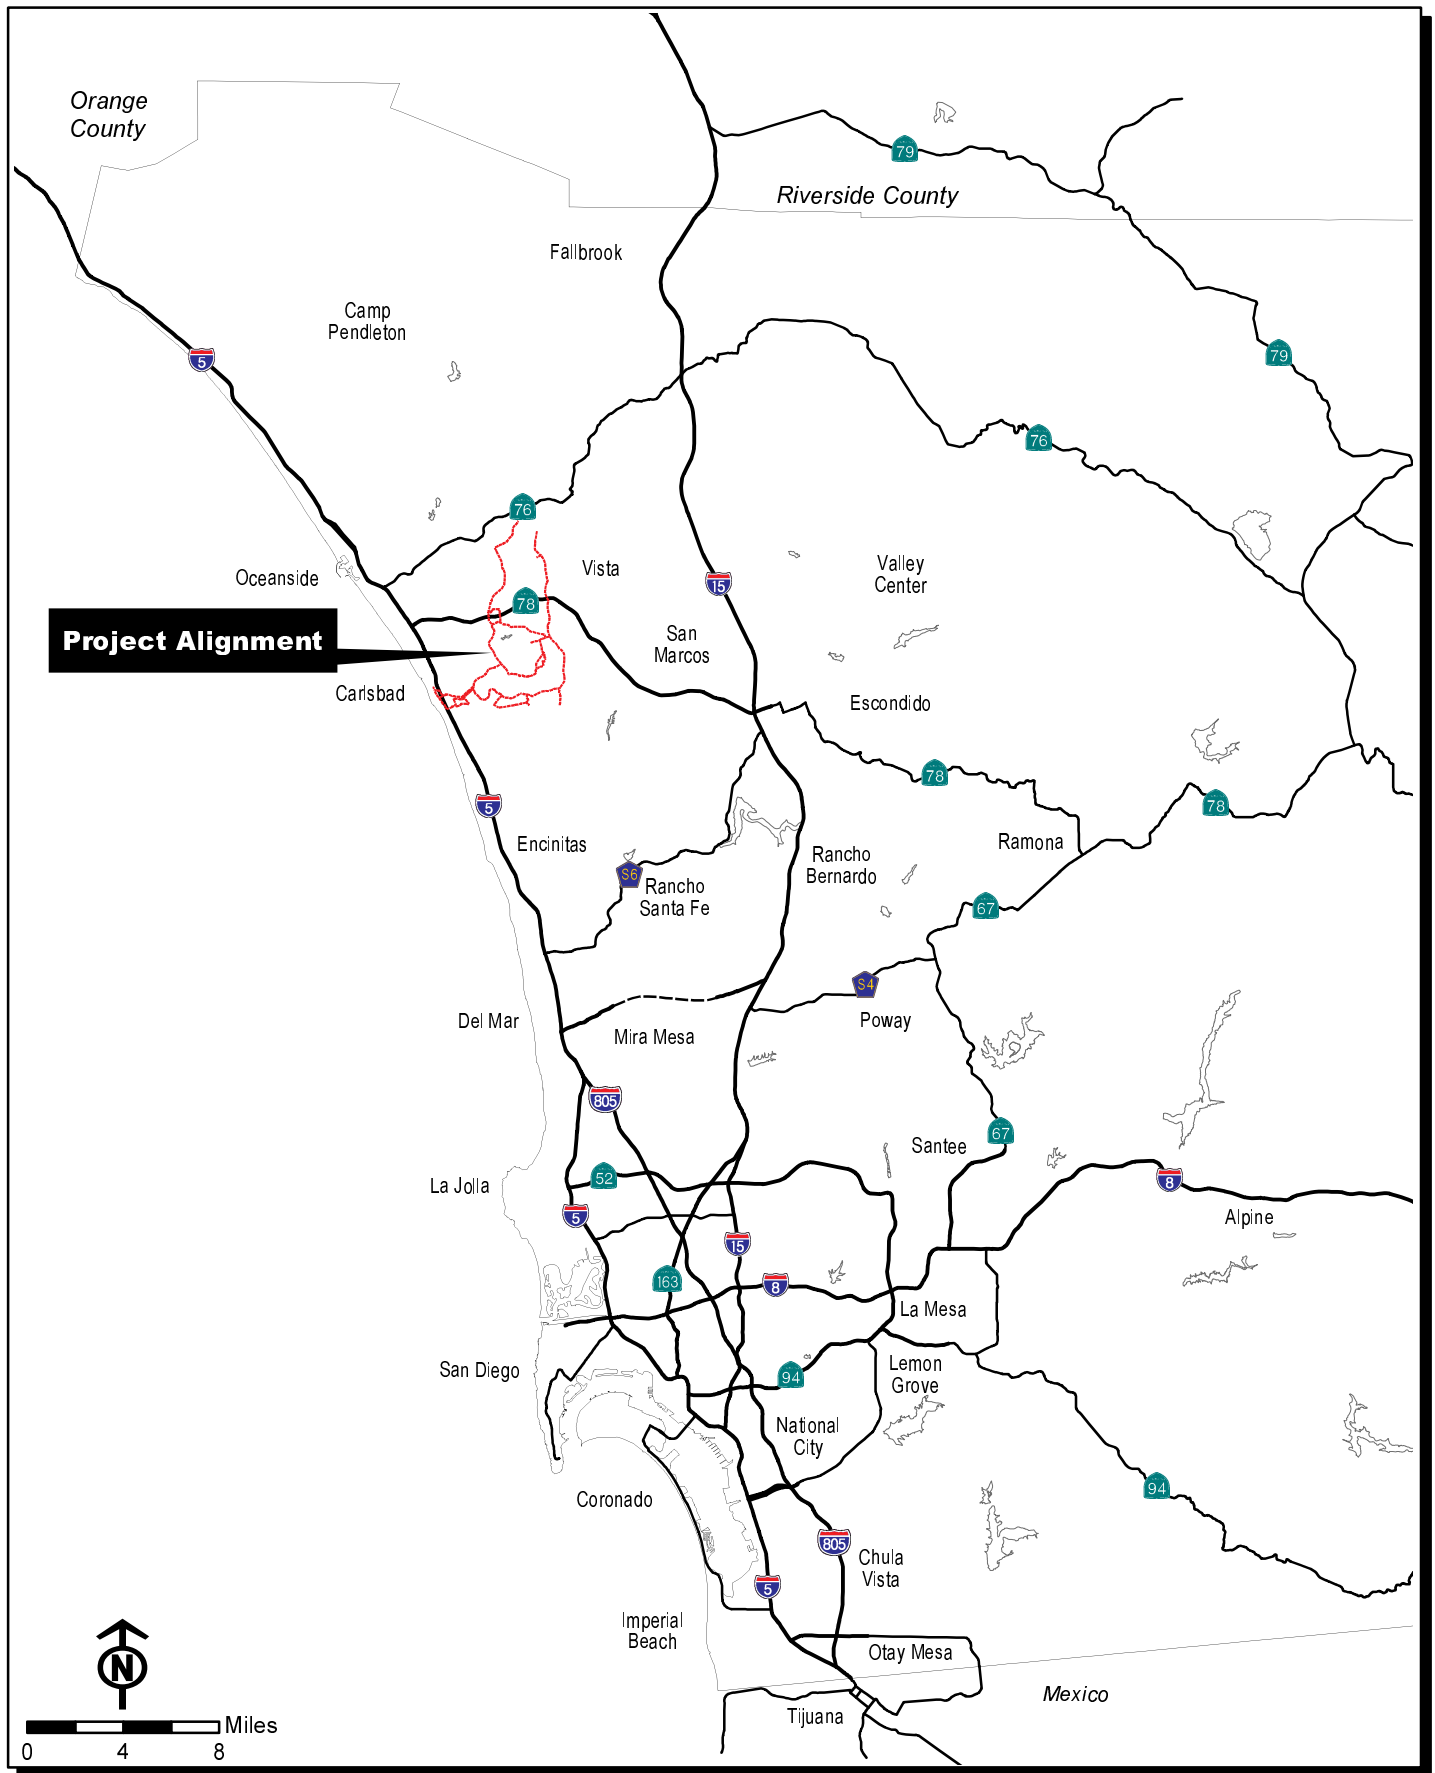 Orange
County
79
Riverside County
Fallbrook
Camp
Pendleton
5
79
76
76
Oceanside
Vista
15
Valley
Center
78
Project Alignment
San
Marcos
Carlsbad
Escondido
78
78
5
Encinitas
Ramona
Rancho
Bernardo
S6
Rancho
Santa Fe
67
S4
Poway
Del Mar
Mira Mesa
805
67
Santee
52
La Jolla
8
5
Alpine
15
163
8
La Mesa
San Diego
94
Lemon
Grove
National
City
Coronado
94
805
Chula
Vista
5
Imperial
Beach
Otay Mesa
Mexico
Tijuana
N
Miles
0 4 8